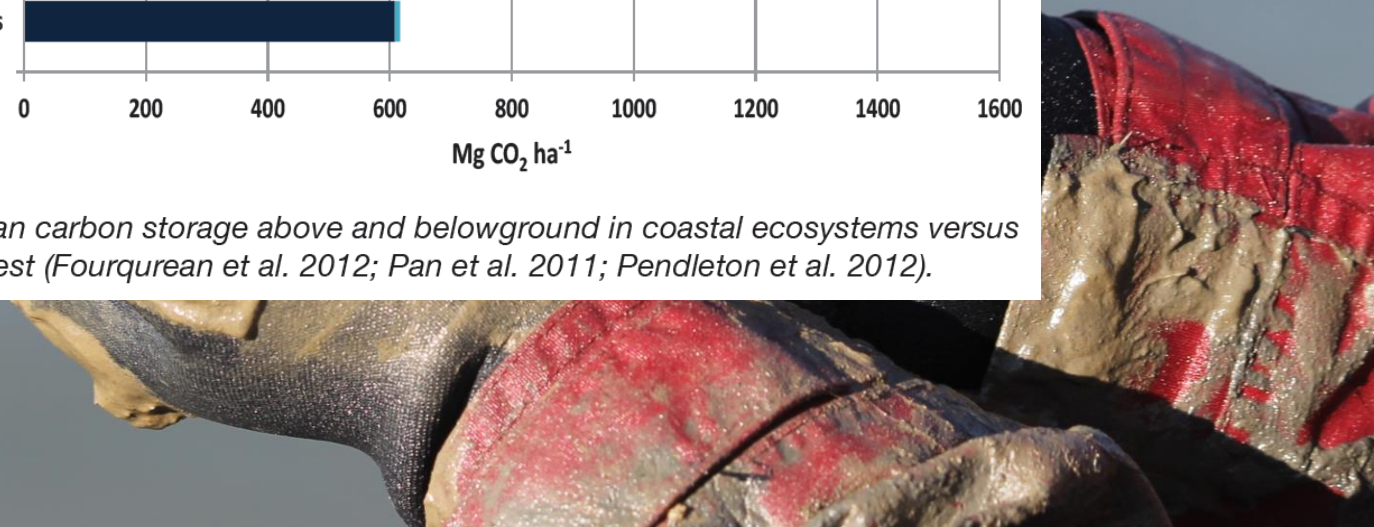 s
0 200 400 600 800 1000 1200 1400 1600
Mg CO₂ ha⁻¹
an carbon storage above and belowground in coastal ecosystems versus
est (Fourqurean et al. 2012; Pan et al. 2011; Pendleton et al. 2012).